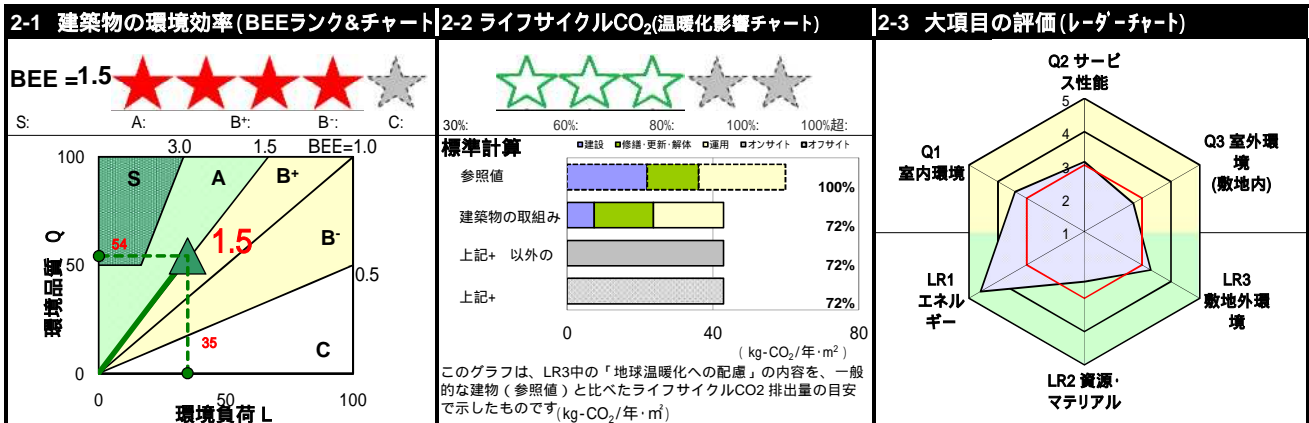 2-1 建築物の環境効率(BEEランク&チャート
BEE =1.5
S: A: B⁺: B⁻: C:
3.0 1.5 BEE=1.0
100
S A B⁺
B⁻
環境品質 Q
54
1.5
50
0.5
35
C
0
0 50 100
環境負荷 L
2-2 ライフサイクルCO₂(温暖化影響チャート)
30%: 60%: 80%: 100%: 100%超:
標準計算
■建設 ■修繕・更新・解体 □運用 ■オンサイト ■オフサイト
参照値 100%
建築物の取組み 72%
上記+ 以外の 72%
上記+ 72%
0 40 80
( kg-CO₂/年・m² )
このグラフは、LR3中の「地球温暖化への配慮」の内容を、一般
的な建物(参照値)と比べたライフサイクルCO2 排出量の目安
で示したものです(kg-CO₂/年・㎡)
2-3 大項目の評価(レーダーチャート)
Q2 サービ
ス性能
5
4
3
2
1
Q1
室内環境
Q3 室外環
境
(敷地内)
LR1
エネル
ギー
LR3
敷地外環
境
LR2 資源・
マテリアル